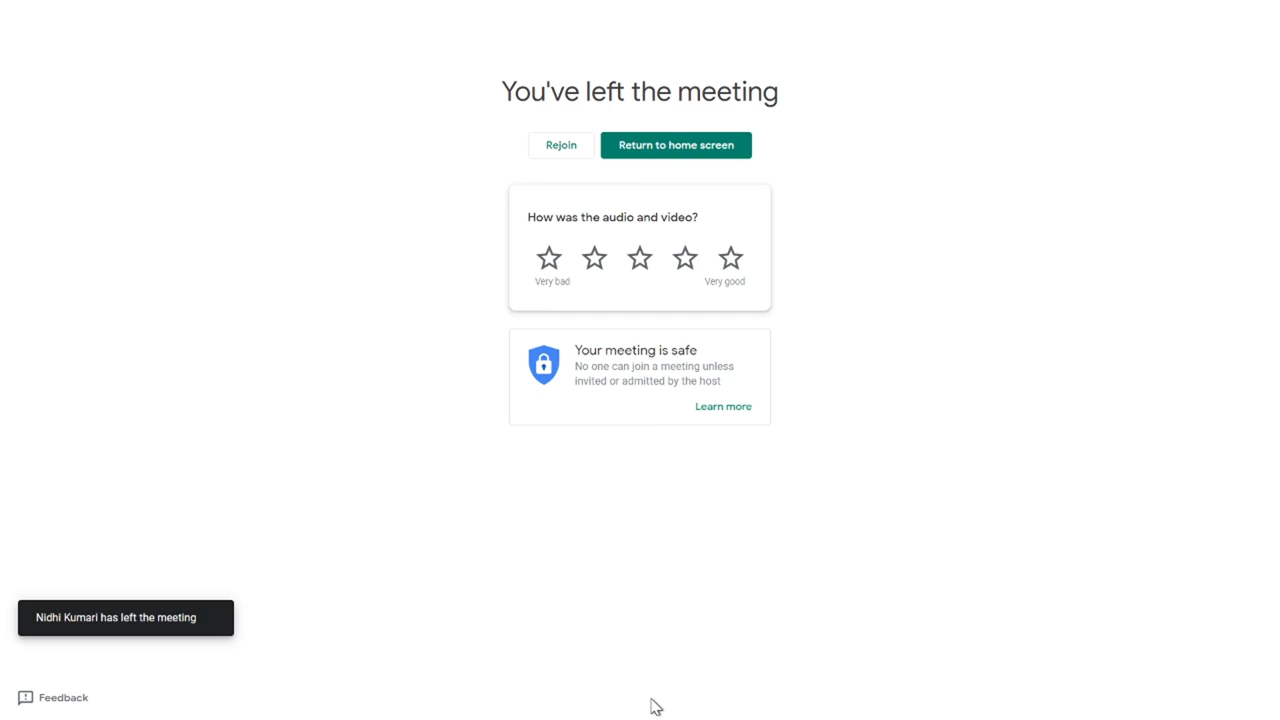 You've left the meeting
Rejoin
Return to home screen
How was the audio and video?
Very bad
Very good
Your meeting is safe
No one can join a meeting unless
invited or admitted by the host
Learn more
Nidhi Kumari has left the meeting
Feedback